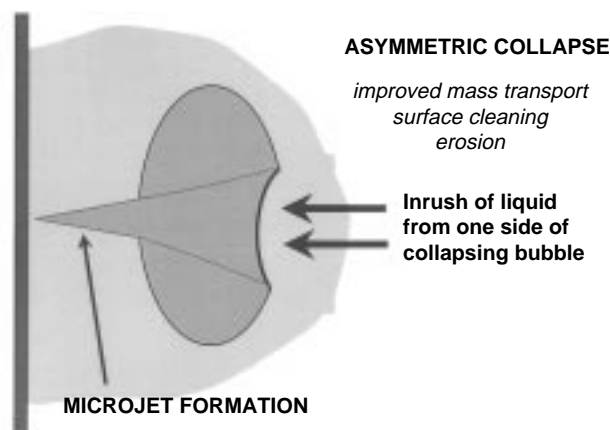 ASYMMETRIC COLLAPSE
improved mass transport
surface cleaning
erosion
Inrush of liquid
from one side of
collapsing bubble
MICROJET FORMATION